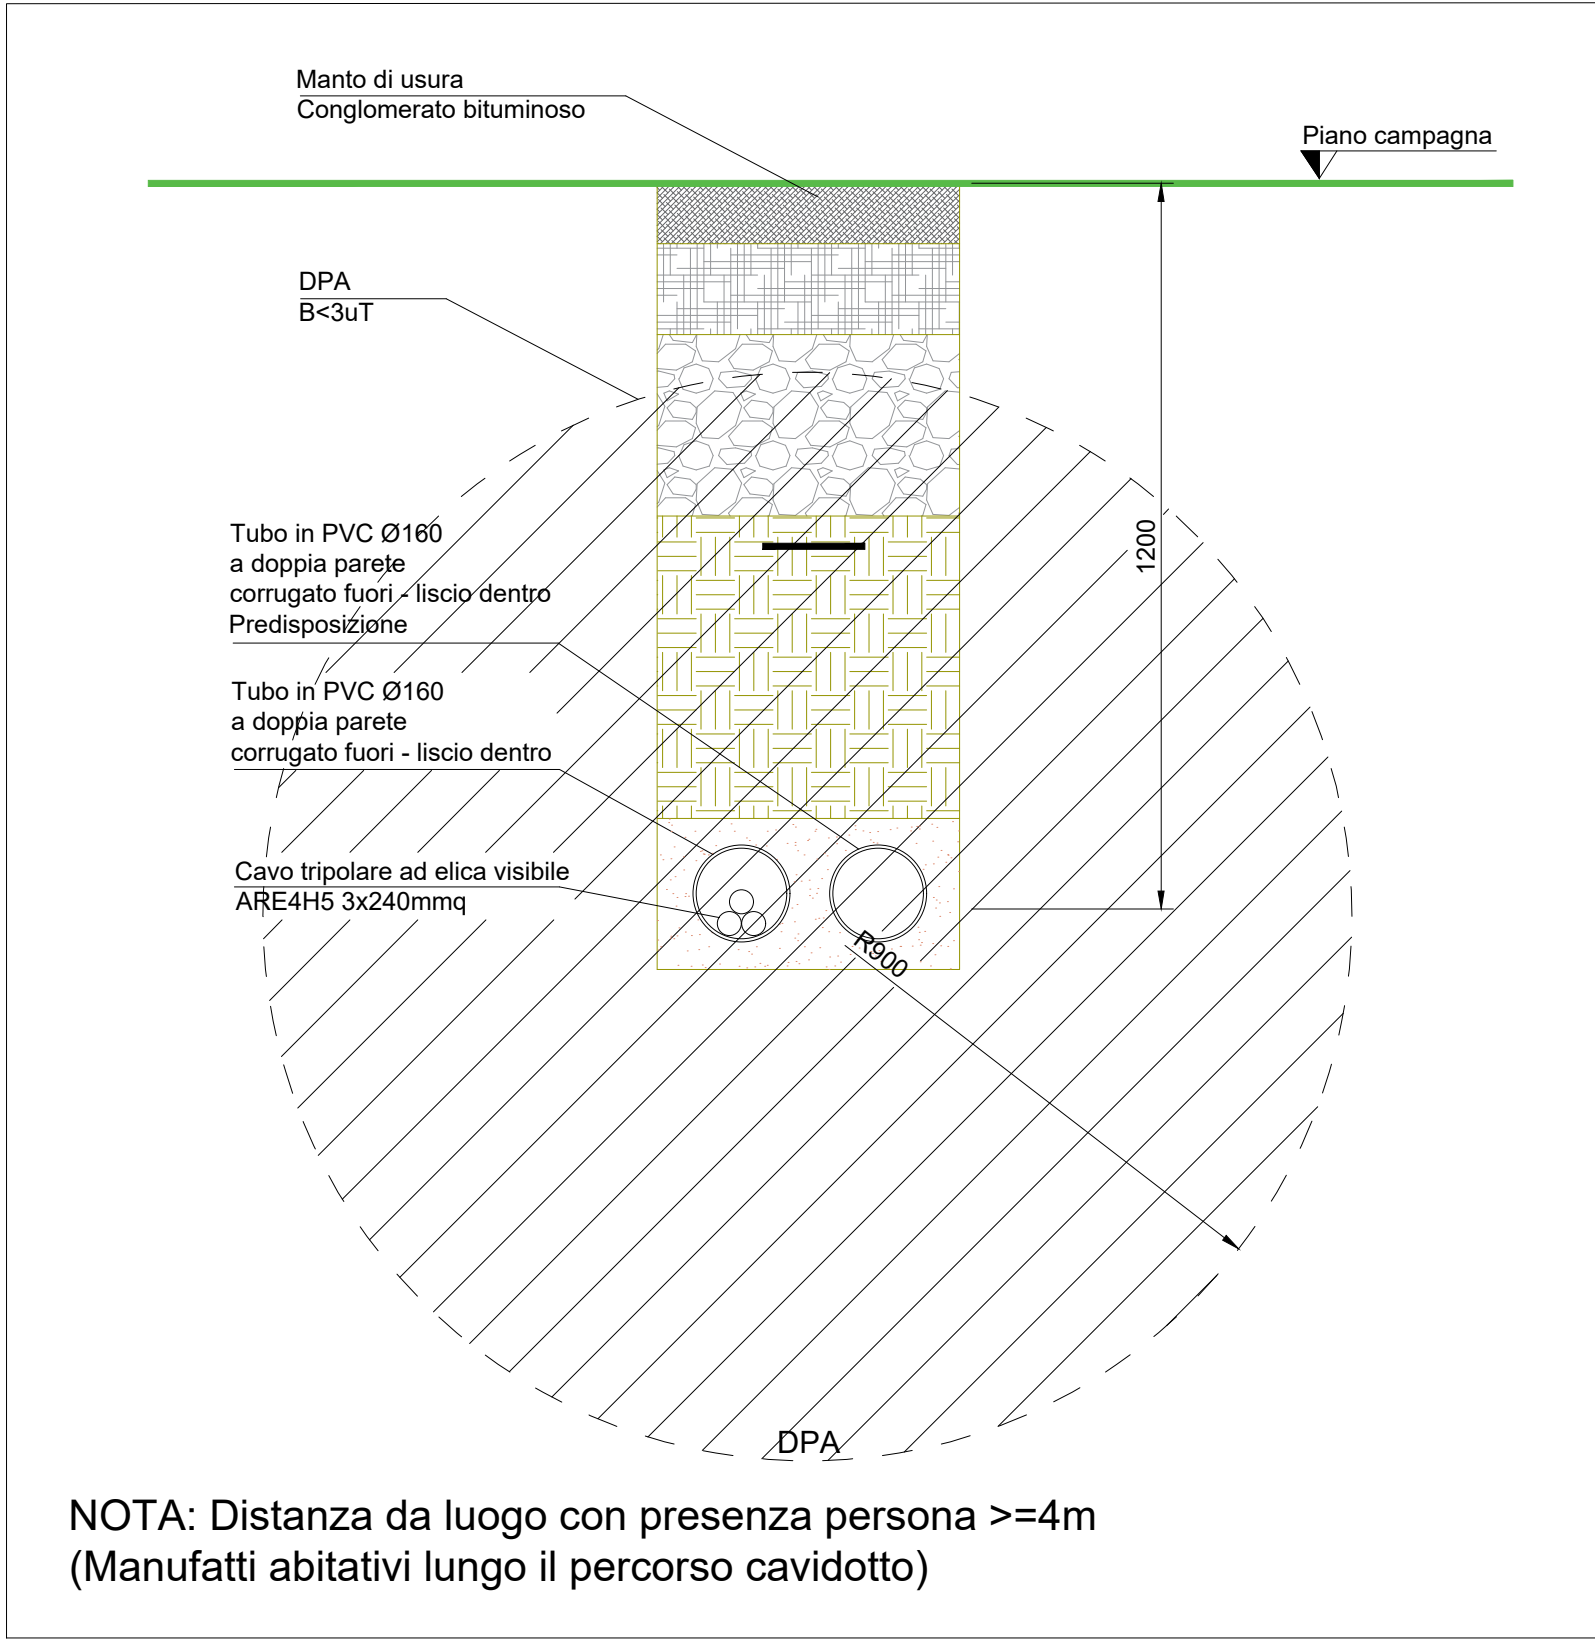 Manto di usura
Conglomerato bituminoso
Piano campagna
DPA
B<3uT
Tubo in PVC Ø160
a doppia parete
corrugato fuori - liscio dentro
Predisposizione
1200
Tubo in PVC Ø160
a doppia parete
corrugato fuori - liscio dentro
Cavo tripolare ad elica visibile
ARE4H5 3x240mmq
R900
DPA
NOTA: Distanza da luogo con presenza persona >=4m
(Manufatti abitativi lungo il percorso cavidotto)